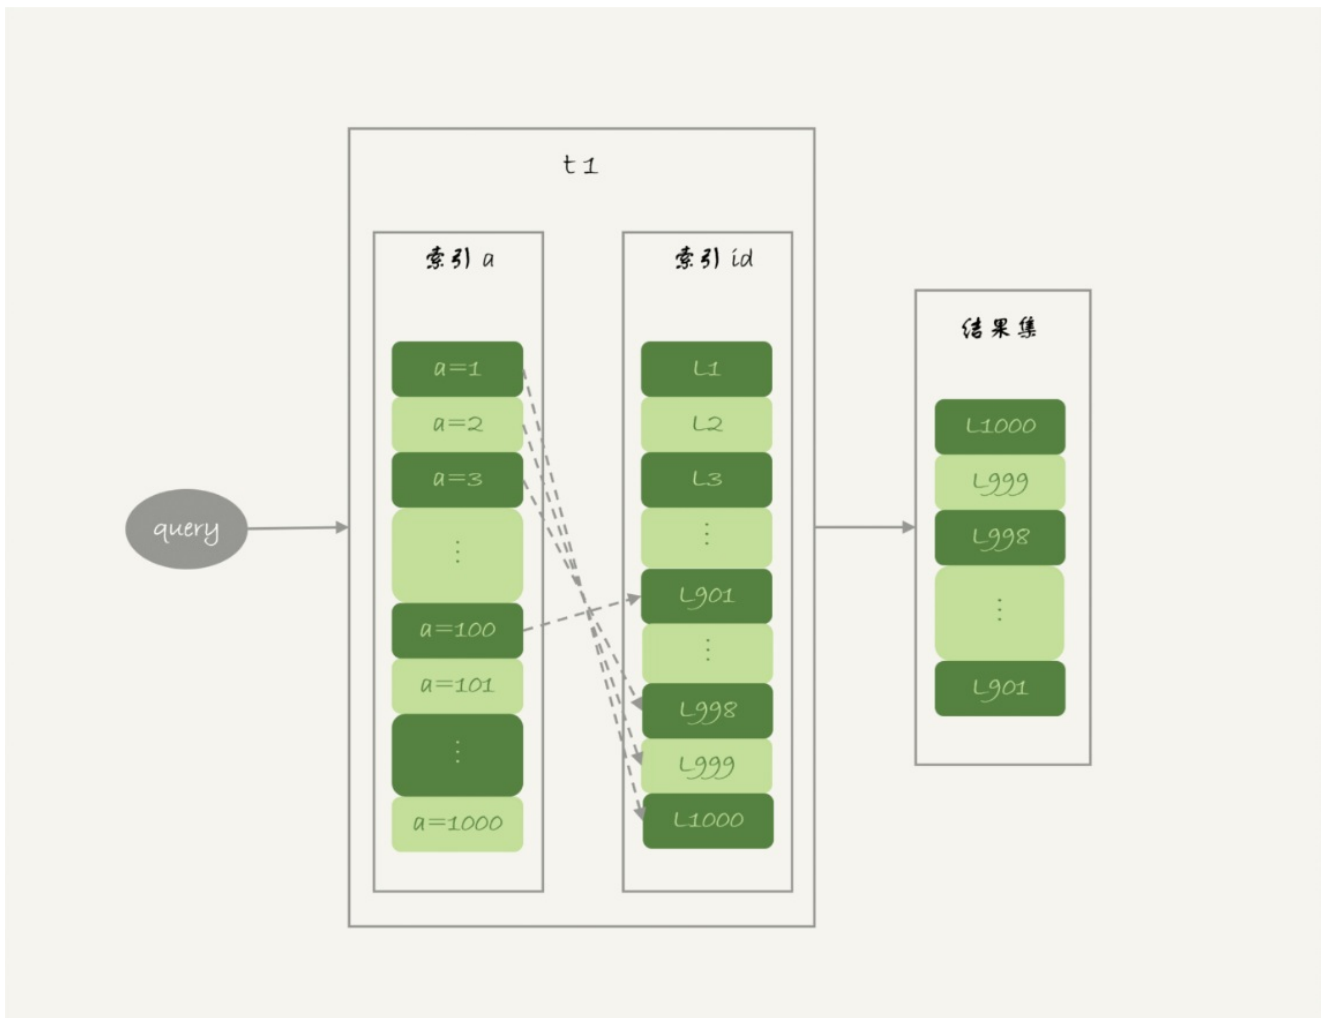 t1
索引 a
索引 id
结果集
a=1
a=2
a=3
⋮
a=100
a=101
⋮
a=1000
L1
L2
L3
⋮
L901
⋮
L998
L999
L1000
L1000
L999
L998
⋮
L901
query